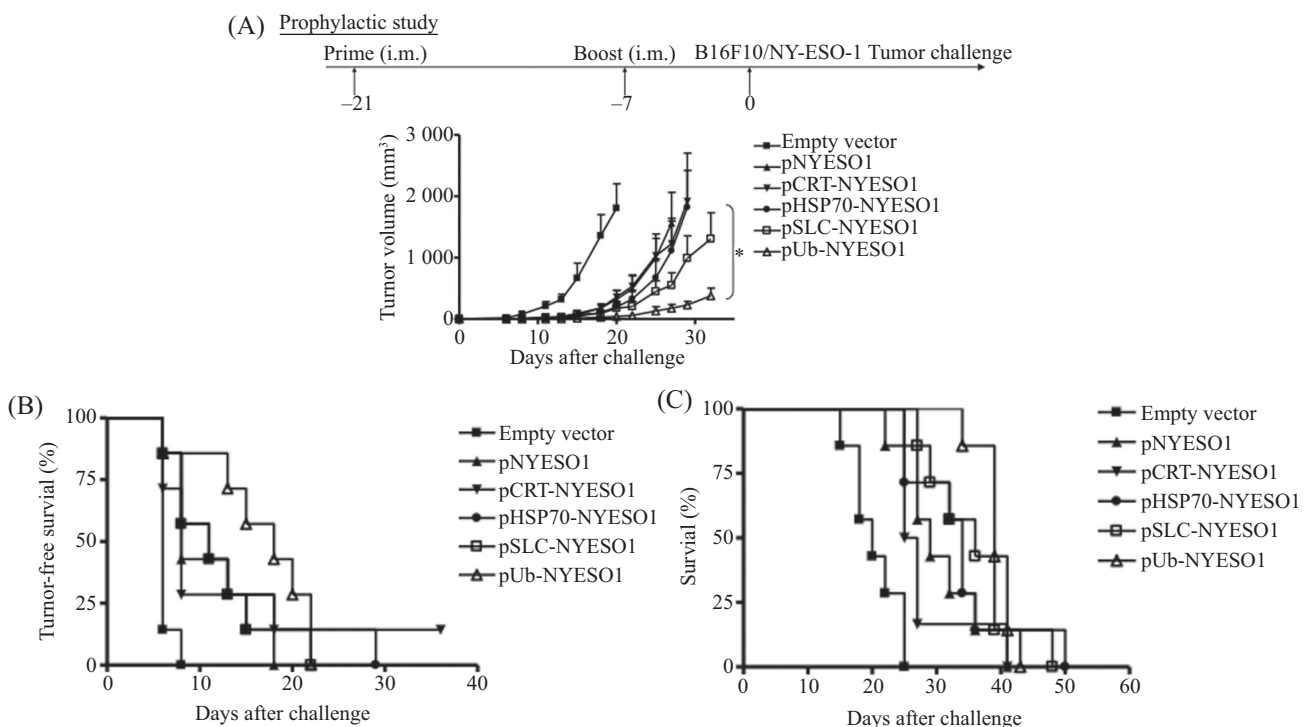 (A) Prophylactic study
Prime (i.m.) Boost (i.m.) B16F10/NY-ESO-1 Tumor challenge
–21 –7 0
Turnor volume (mm³)
3 000
2 000
1 000
0
0 10 20 30
Days after challenge
Empty vector
pNYESO1
pCRT-NYESO1
pHSP70-NYESO1
pSLC-NYESO1
pUb-NYESO1
*
(B)
Turnor-free survial (%)
100
75
50
25
0
0 10 20 30 40
Days after challenge
Empty vector
pNYESO1
pCRT-NYESO1
pHSP70-NYESO1
pSLC-NYESO1
pUb-NYESO1
(C)
Survial (%)
100
75
50
25
0
0 10 20 30 40 50 60
Days after challenge
Empty vector
pNYESO1
pCRT-NYESO1
pHSP70-NYESO1
pSLC-NYESO1
pUb-NYESO1